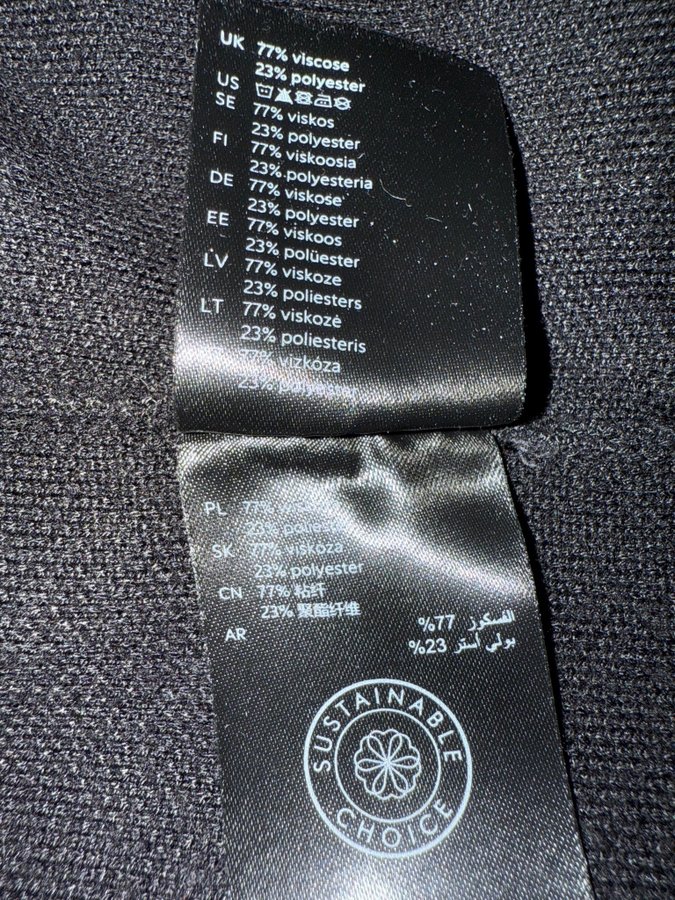 UK 77% viscose
23% polyester
US
SE 77% viskos
23% polyester
FI 77% viskoosia
23% polyesteria
DE 77% viskose
23% polyester
EE 77% viskoos
23% polüester
LV 77% viskoze
23% poliesters
LT 77% viskozė
23% poliesteris
77% vizkóza
23%
PL 77%
23%
SK 77% viskóza
23% polyester
CN 77% 粘纤
23% 聚酯纤维
AR الفسكوز 77%
بولي استر 23%
SUSTAINABLE
CHOICE